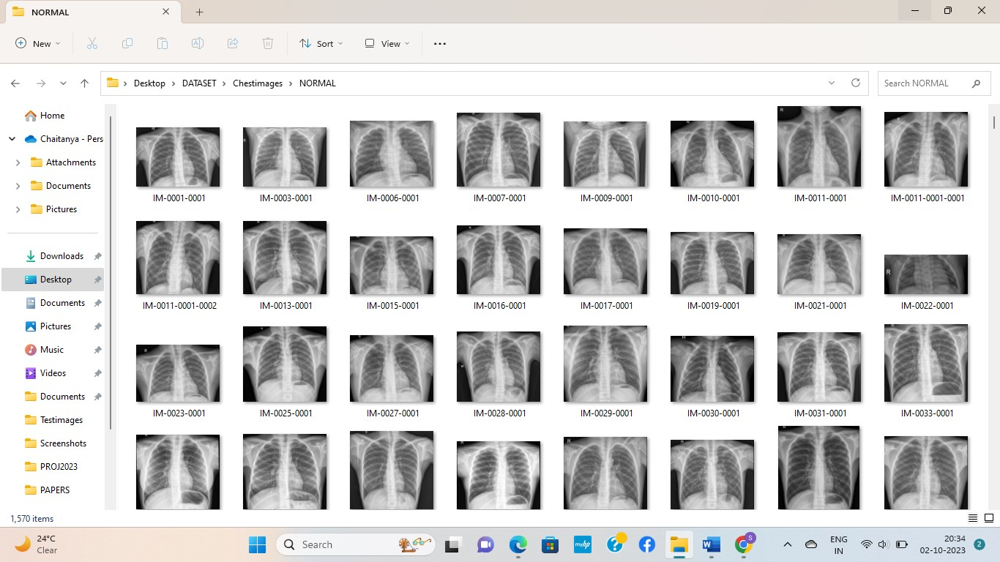 NORMAL
New
Sort
View
Desktop > DATASET > Chestimages > NORMAL
Search NORMAL
Home
Chaitanya - Pers
Attachments
Documents
Pictures
Downloads
Desktop
Documents
Pictures
Music
Videos
Documents
Testimages
Screenshots
PROJ2023
PAPERS
IM-0001-0001 IM-0003-0001 IM-0006-0001 IM-0007-0001 IM-0009-0001 IM-0010-0001 IM-0011-0001 IM-0011-0001-0001
R
IM-0011-0001-0002 IM-0013-0001 IM-0015-0001 IM-0016-0001 IM-0017-0001 IM-0019-0001 IM-0021-0001 IM-0022-0001
IM-0023-0001 IM-0025-0001 IM-0027-0001 IM-0028-0001 IM-0029-0001 IM-0030-0001 IM-0031-0001 IM-0033-0001
1,570 items
24°C
Clear
Search
myhp
S
ENG
IN
20:34
02-10-2023
2